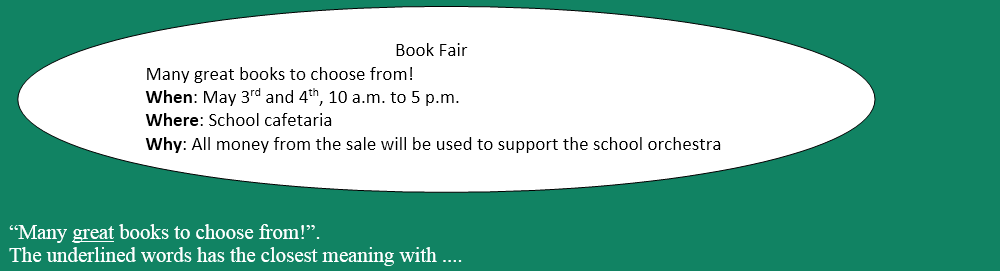 Book Fair
Many great books to choose from!
When: May 3rd and 4th, 10 a.m. to 5 p.m.
Where: School cafetaria
Why: All money from the sale will be used to support the school orchestra
“Many great books to choose from!”.
The underlined words has the closest meaning with ....